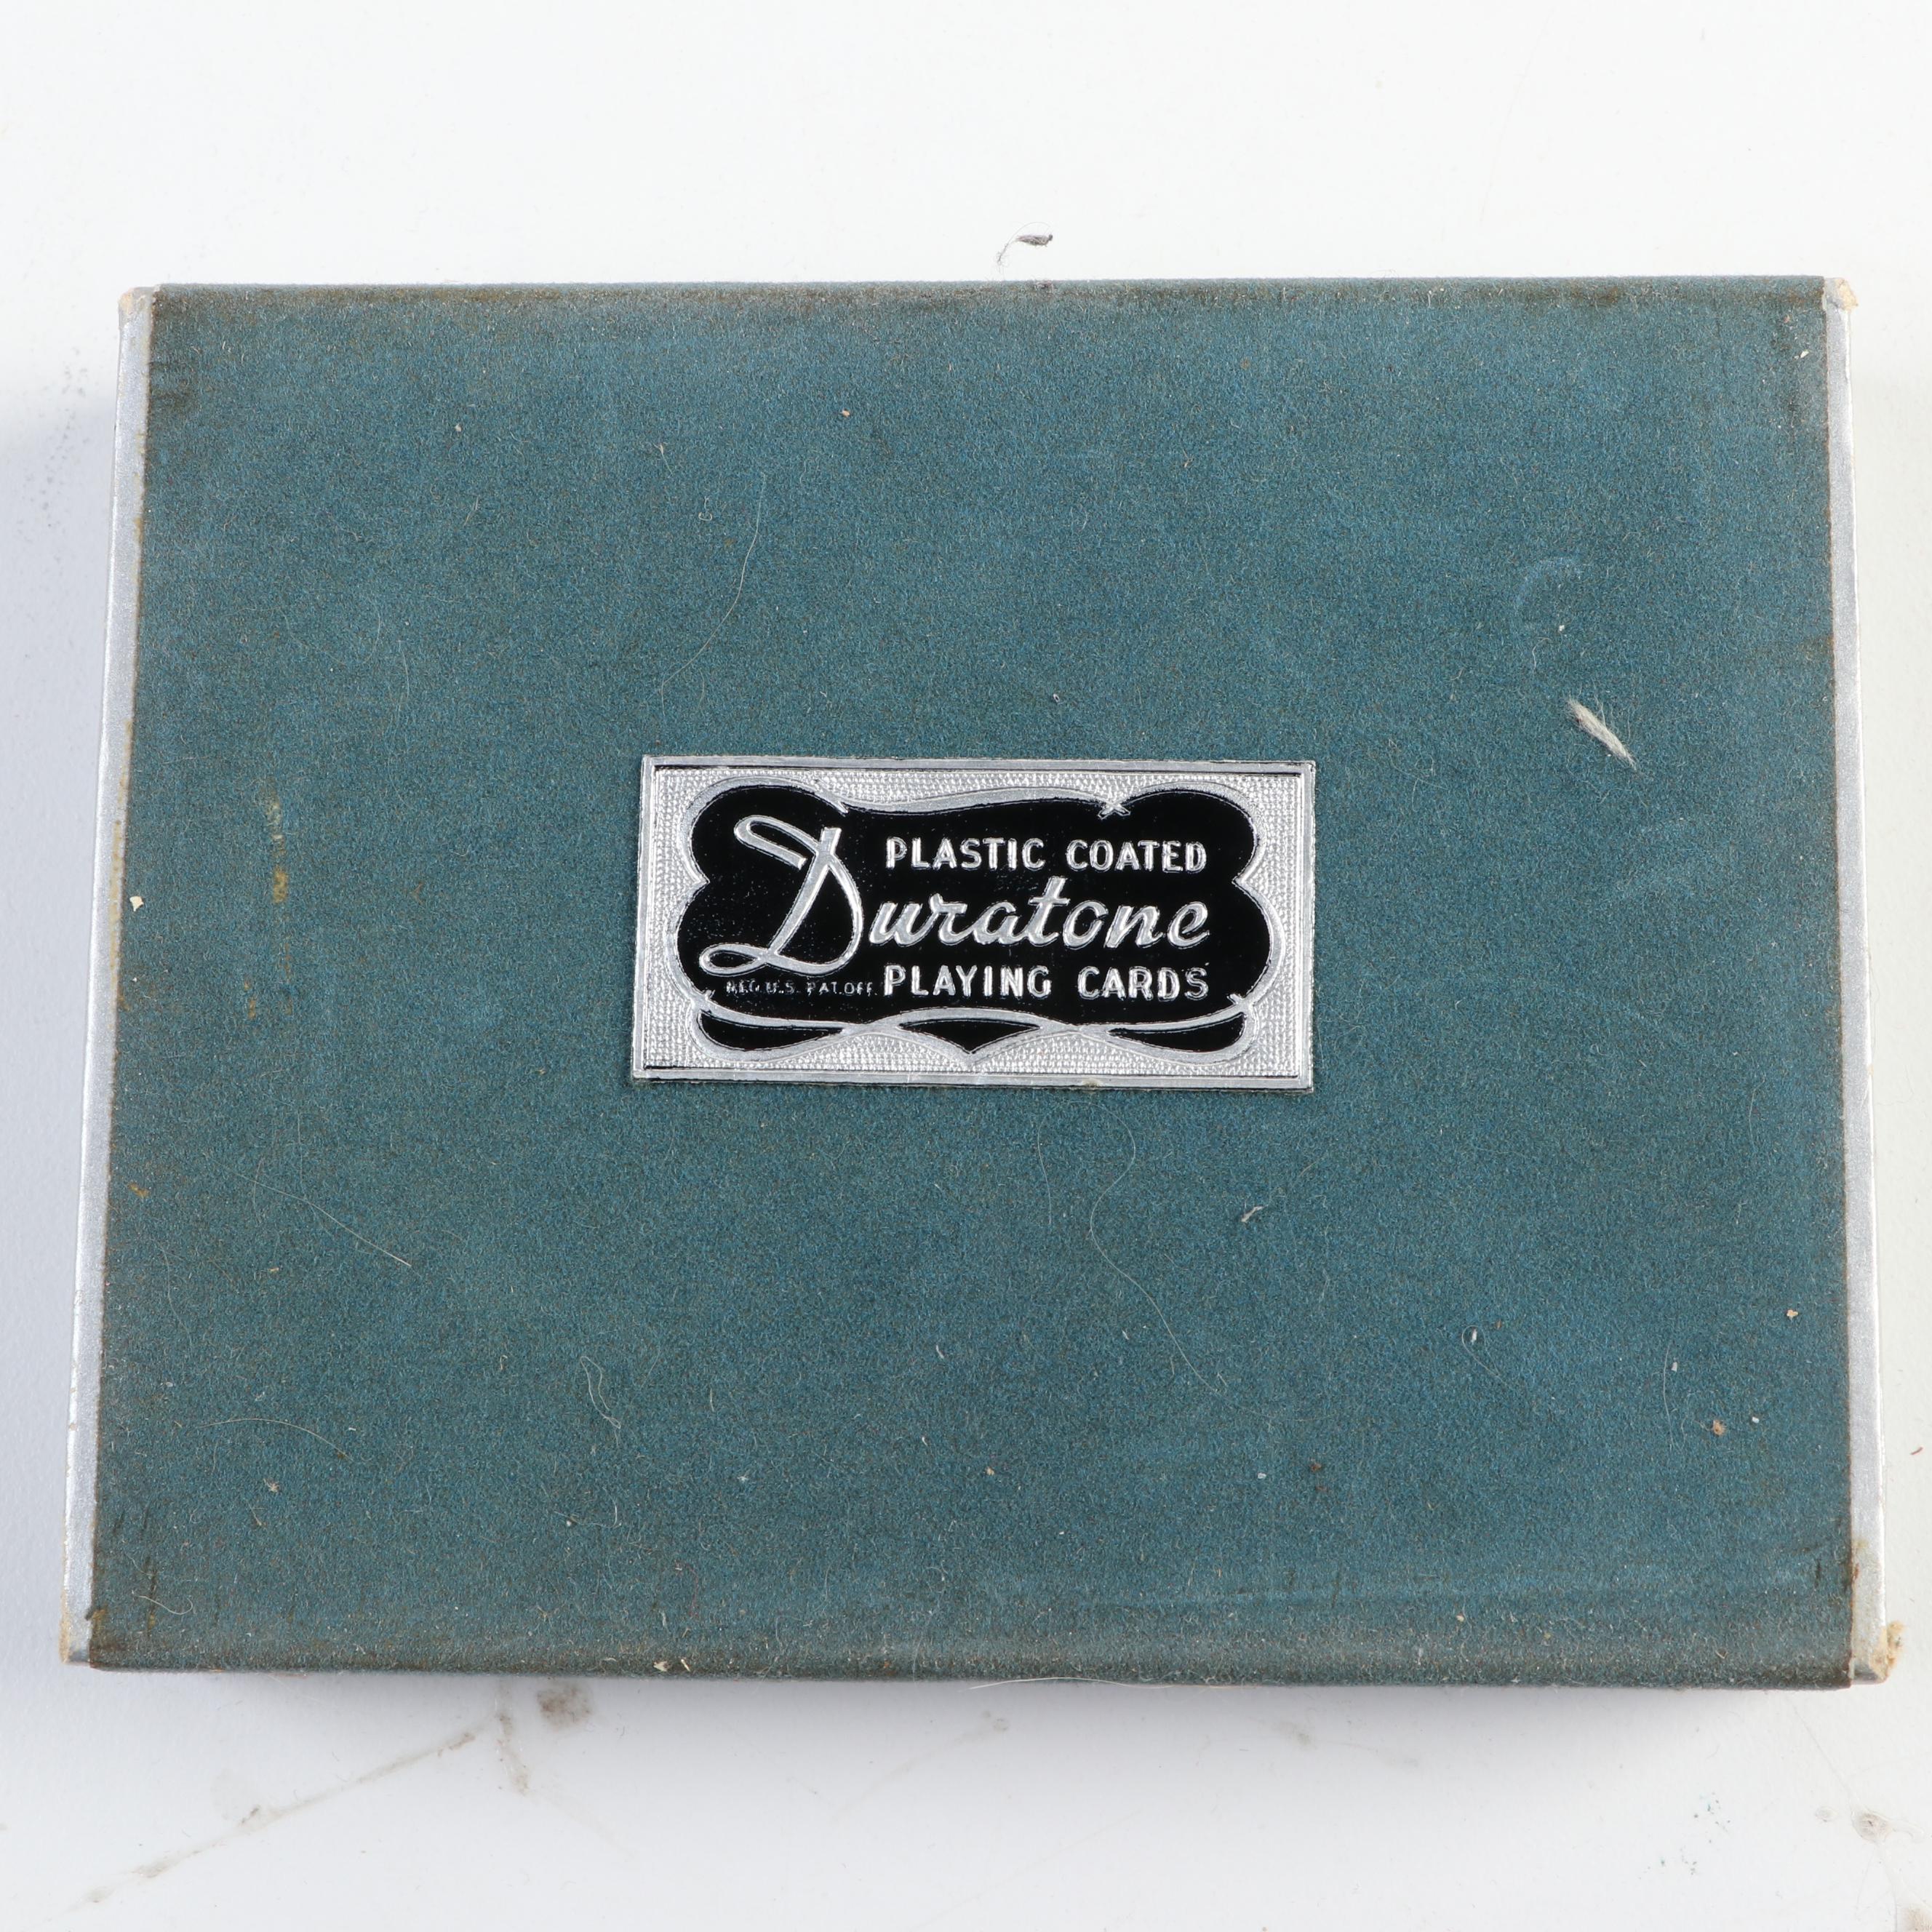 PLASTIC COATED
Duratone
REG. U.S. PAT. OFF. PLAYING CARDS